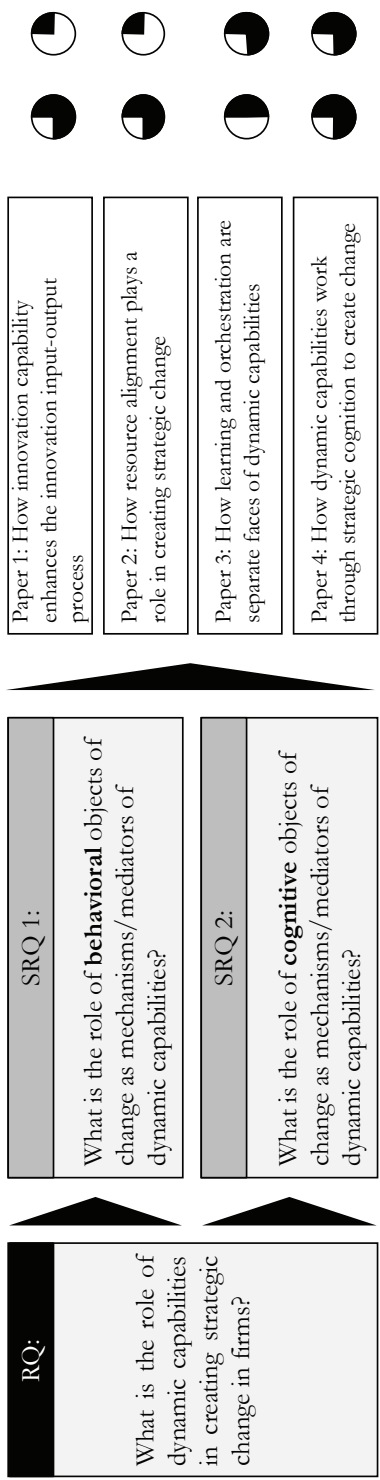 RQ:
What is the role of
dynamic capabilities
in creating strategic
change in firms?
SRQ 1:
What is the role of behavioral objects of
change as mechanisms/mediators of
dynamic capabilities?
SRQ 2:
What is the role of cognitive objects of
change as mechanisms/mediators of
dynamic capabilities?
Paper 1: How innovation capability
enhances the innovation input-output
process
Paper 2: How resource alignment plays a
role in creating strategic change
Paper 3: How learning and orchestration are
separate faces of dynamic capabilities
Paper 4: How dynamic capabilities work
through strategic cognition to create change